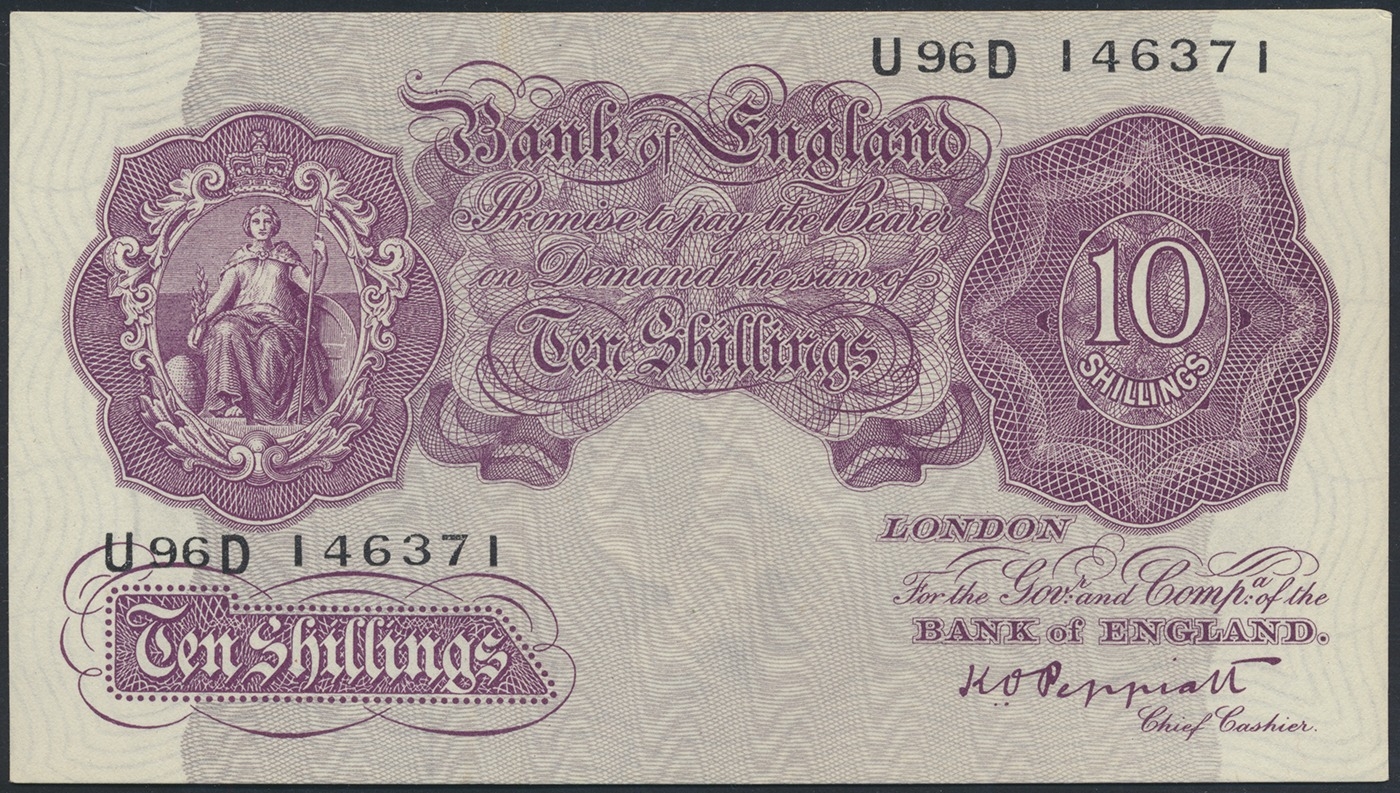 U96D 146371
Bank of England
Promise to pay the Bearer
on Demand the sum of
Ten Shillings
10
SHILLINGS
U96D 146371
Ten Shillings
LONDON
For the Govr. and Compa. of the
BANK of ENGLAND.
K O Peppiatt
Chief Cashier.